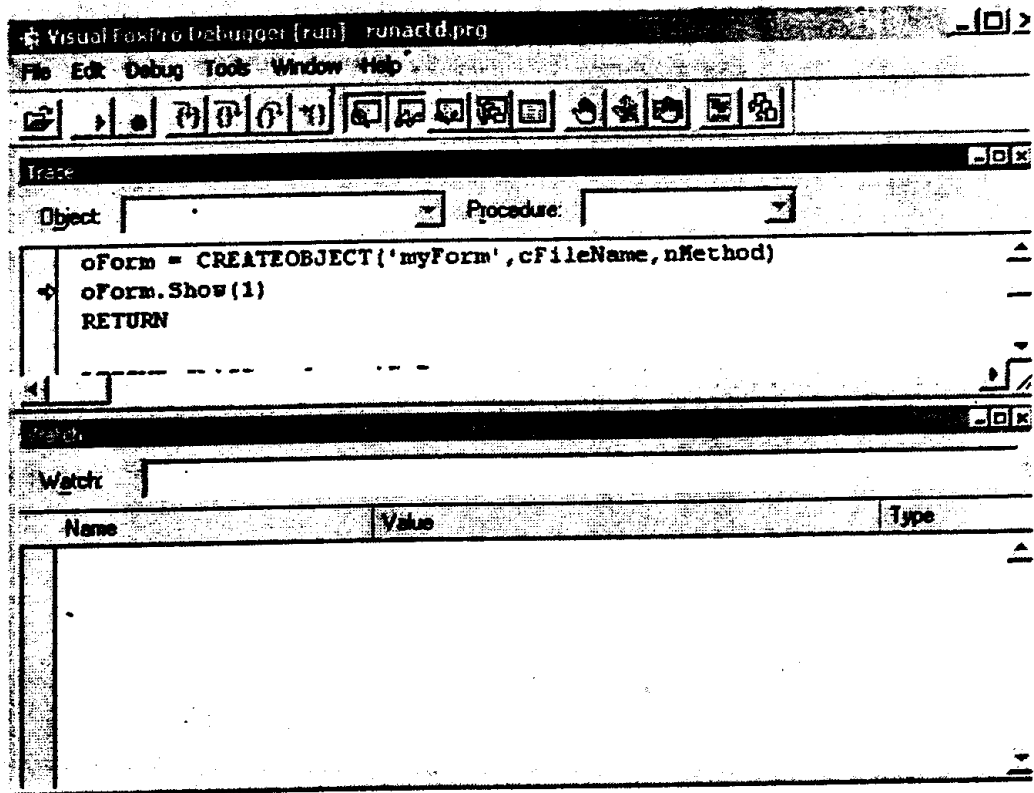 Visual FoxPro Debugger [run] runactd.prg
File Edit Debug Tools Window Help
Trace
Object: Procedure:
oForm = CREATEOBJECT('myForm',cFileName,nMethod)
oForm.Show(1)
RETURN
Watch
Watch:
Name Value Type